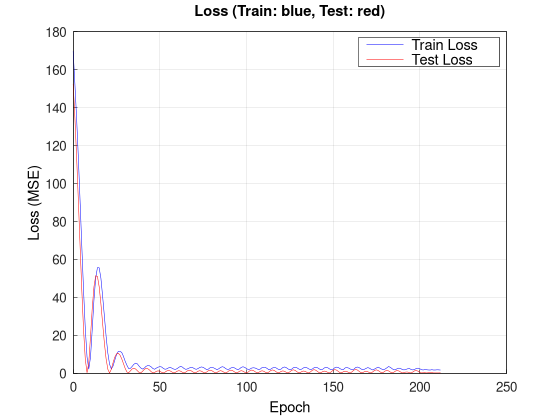 Loss (Train: blue, Test: red)
180
160
140
120
100
80
60
40
20
0
Loss (MSE)
Train Loss
Test Loss
0 50 100 150 200 250
Epoch